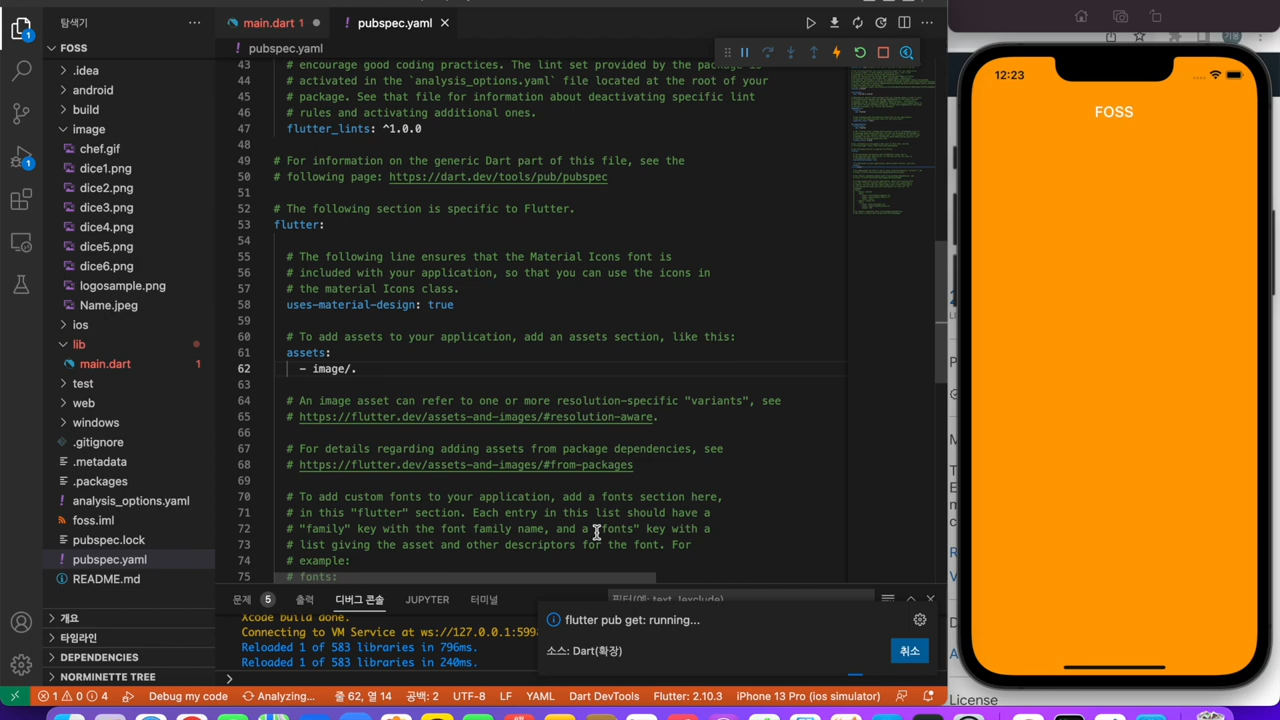 탐색기
main.dart 1
pubspec.yaml
FOSS
.idea
android
build
image
chef.gif
dice1.png
dice2.png
dice3.png
dice4.png
dice5.png
dice6.png
logosample.png
Name.jpeg
ios
lib
main.dart 1
test
web
windows
.gitignore
.metadata
.packages
analysis_options.yaml
foss.iml
pubspec.lock
pubspec.yaml
README.md
개요
타임라인
DEPENDENCIES
NORMINETTE TREE
pubspec.yaml
43 # encourage good coding practices. The lint set provided by the package is
44 # activated in the `analysis_options.yaml` file located at the root of your
45 # package. See that file for information about deactivating specific lint
46 # rules and activating additional ones.
47 flutter_lints: ^1.0.0
48
49 # For information on the generic Dart part of this file, see the
50 # following page: https://dart.dev/tools/pub/pubspec
51
52 # The following section is specific to Flutter.
53 flutter:
54
55 # The following line ensures that the Material Icons font is
56 # included with your application, so that you can use the icons in
57 # the material Icons class.
58 uses-material-design: true
59
60 # To add assets to your application, add an assets section, like this:
61 assets:
62 - image/.
63
64 # An image asset can refer to one or more resolution-specific "variants", see
65 # https://flutter.dev/assets-and-images/#resolution-aware.
66
67 # For details regarding adding assets from package dependencies, see
68 # https://flutter.dev/assets-and-images/#from-packages
69
70 # To add custom fonts to your application, add a fonts section here,
71 # in this "flutter" section. Each entry in this list should have a
72 # "family" key with the font family name, and a "fonts" key with a
73 # list giving the asset and other descriptors for the font. For
74 # example:
75 # fonts:
문제 5 출력 디버그 콘솔 JUPYTER 터미널
Xcode build done.
Connecting to VM Service at ws://127.0.0.1:599
Reloaded 1 of 583 libraries in 796ms.
Reloaded 1 of 583 libraries in 240ms.
flutter pub get: running...
소스: Dart(확장)
취소
1 0 4 Debug my code Analyzing... 줄 62, 열 14 공백: 2 UTF-8 LF YAML Dart DevTools Flutter: 2.10.3 iPhone 13 Pro (ios simulator)
12:23
FOSS
License